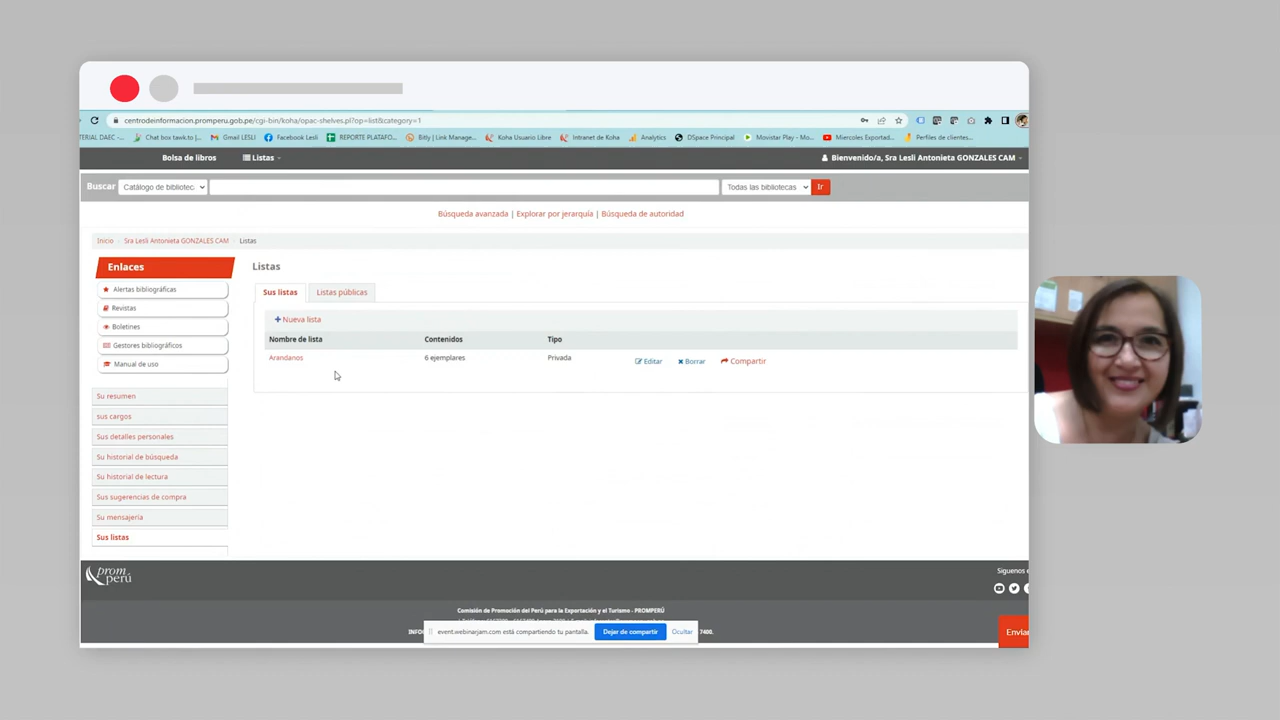 centrodeinformacion.promperu.gob.pe/cgi-bin/koha/opac-shelves.pl?op=list&category=1
TERIAL DAEC -... Chat box tawk.to |... Gmail LESLI Facebook Lesli REPORTE PLATAFO... Bitly | Link Manage... Koha Usuario Libre Intranet de Koha Analytics DSpace Principal Movistar Play - Mo... Miercoles Exportad... Perfiles de clientes...
Bolsa de libros Listas Bienvenido/a, Sra Lesli Antonieta GONZALES CAM
Buscar Catálogo de bibliotec Todas las bibliotecas Ir
Búsqueda avanzada | Explorar por jerarquía | Búsqueda de autoridad
Inicio Sra Lesli Antonieta GONZALES CAM Listas
Enlaces
Alertas bibliográficas
Revistas
Boletines
Gestores bibliográficos
Manual de uso
Su resumen
sus cargos
Sus detalles personales
Su historial de búsqueda
Su historial de lectura
Sus sugerencias de compra
Su mensajería
Sus listas
Listas
Sus listas Listas públicas
+ Nueva lista
Nombre de lista Contenidos Tipo
Arandanos 6 ejemplares Privada Editar Borrar Compartir
prom
perú
Siguenos
Comisión de Promoción del Perú para la Exportación y el Turismo - PROMPERÚ
event.webinarjam.com está compartiendo tu pantalla. Dejar de compartir Ocultar
7400.
Enviar